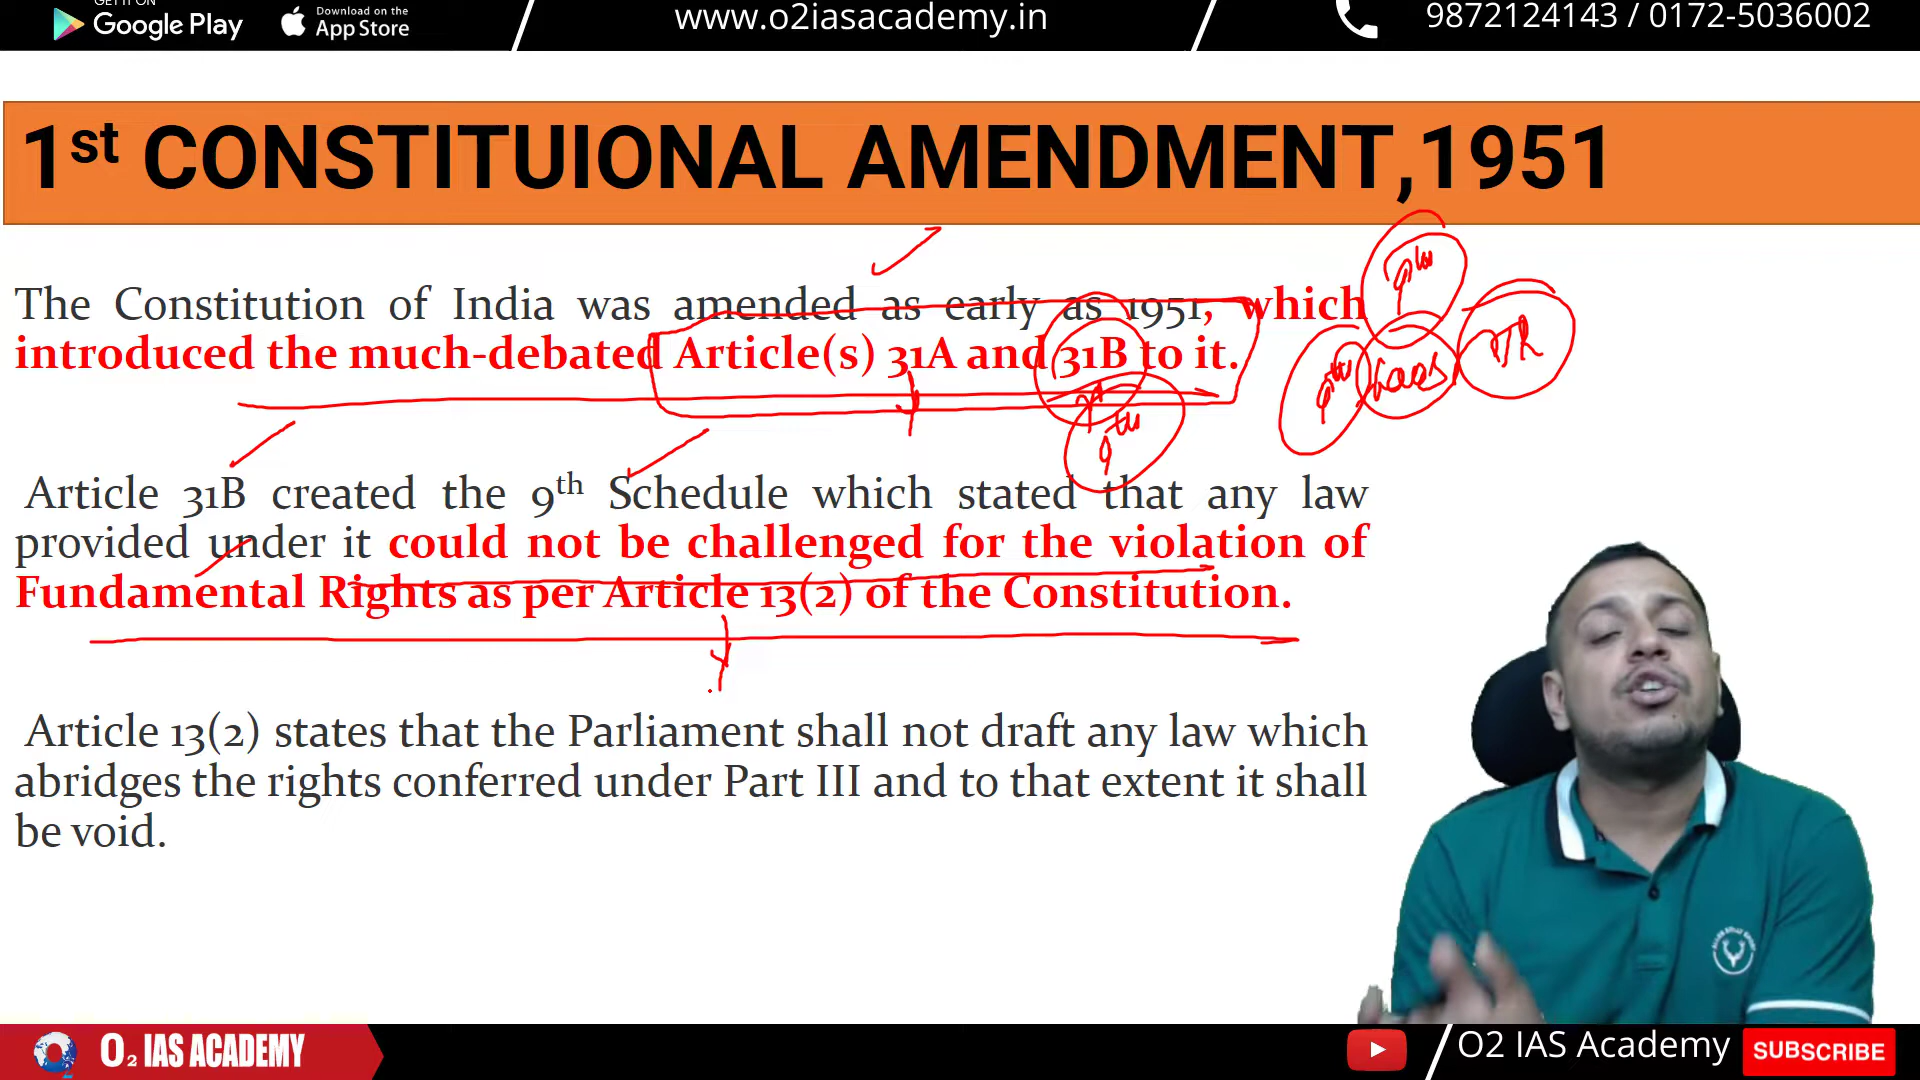 GET IT ON
Google Play
Download on the
App Store
www.o2iasacademy.in
9872124143 / 0172-5036002
1st CONSTITUIONAL AMENDMENT,1951
The Constitution of India was amended as early as 1951, which
introduced the much-debated Article(s) 31A and 31B to it.
9th
9th
Laws
9th
Article 31B created the 9th Schedule which stated that any law
provided under it could not be challenged for the violation of
Fundamental Rights as per Article 13(2) of the Constitution.
Article 13(2) states that the Parliament shall not draft any law which
abridges the rights conferred under Part III and to that extent it shall
be void.
O2 IAS ACADEMY
O2 IAS Academy
SUBSCRIBE